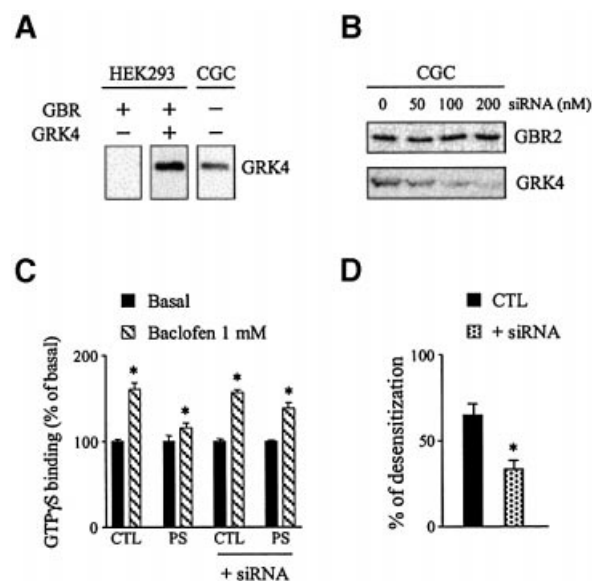 A
HEK293 CGC
GBR + + −
GRK4 − + −
GRK4
B
CGC
0 50 100 200 siRNA (nM)
GBR2
GRK4
C
Basal
Baclofen 1 mM
GTPγS binding (% of basal)
200
100
0
* * * *
CTL PS CTL PS
+ siRNA
D
CTL
+ siRNA
% of desensitization
100
50
0
*